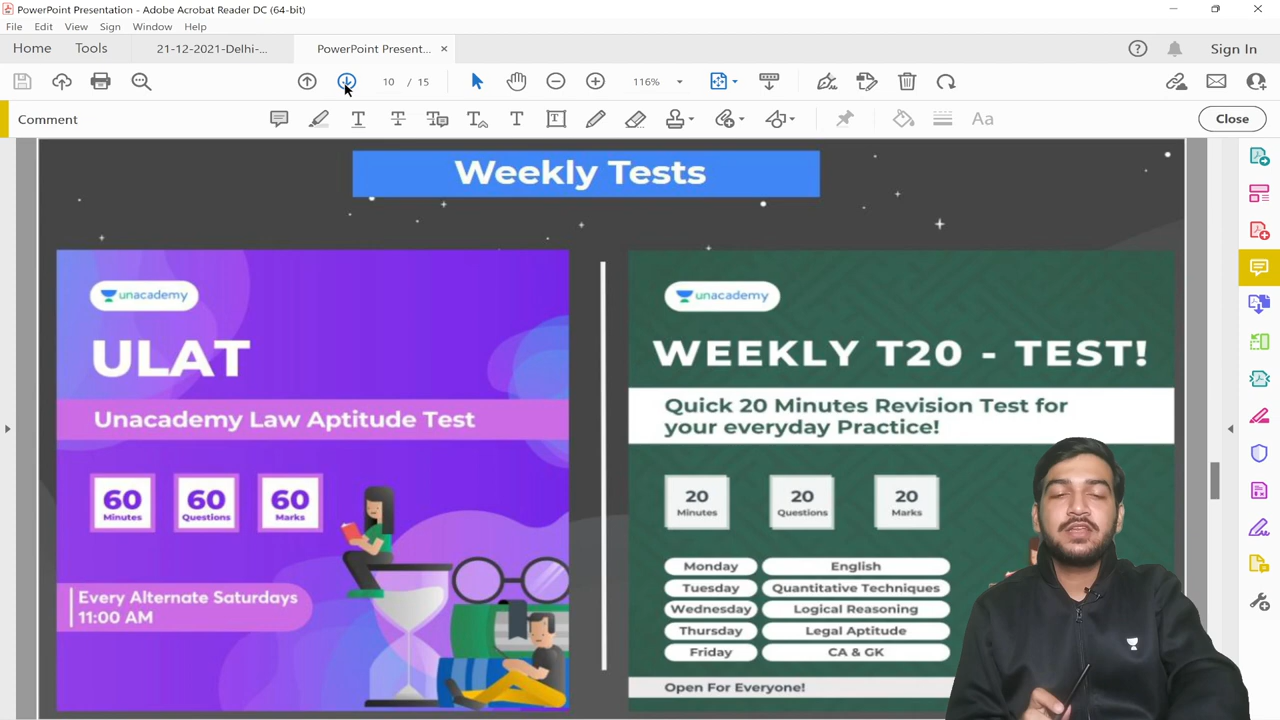 PowerPoint Presentation - Adobe Acrobat Reader DC (64-bit)
File Edit View Sign Window Help
Home Tools 21-12-2021-Delhi-... PowerPoint Present... × Sign In
10 / 15 116%
Comment Close
Weekly Tests
unacademy
ULAT
Unacademy Law Aptitude Test
60 Minutes
60 Questions
60 Marks
Every Alternate Saturdays
11:00 AM
unacademy
WEEKLY T20 - TEST!
Quick 20 Minutes Revision Test for
your everyday Practice!
20 Minutes
20 Questions
20 Marks
Monday English
Tuesday Quantitative Techniques
Wednesday Logical Reasoning
Thursday Legal Aptitude
Friday CA & GK
Open For Everyone!